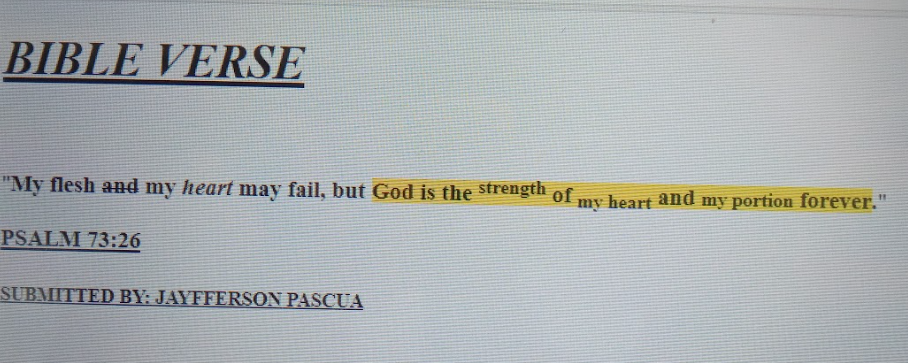 BIBLE VERSE
"My flesh and my heart may fail, but God is the strength of my heart and my portion forever."
PSALM 73:26
SUBMITTED BY: JAYFFERSON PASCUA